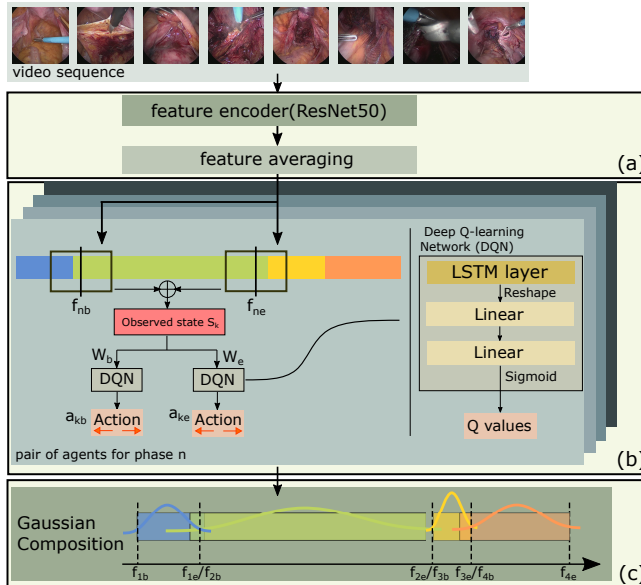 video sequence
feature encoder(ResNet50)
feature averaging
(a)
f_nb
f_ne
Observed state S_k
W_b
W_e
DQN
DQN
a_kb
Action
a_ke
Action
pair of agents for phase n
Deep Q-learning
Network (DQN)
LSTM layer
Reshape
Linear
Linear
Sigmoid
Q values
(b)
Gaussian
Composition
f_1b
f_1e/f_2b
f_2e/f_3b
f_3e/f_4b
f_4e
(c)